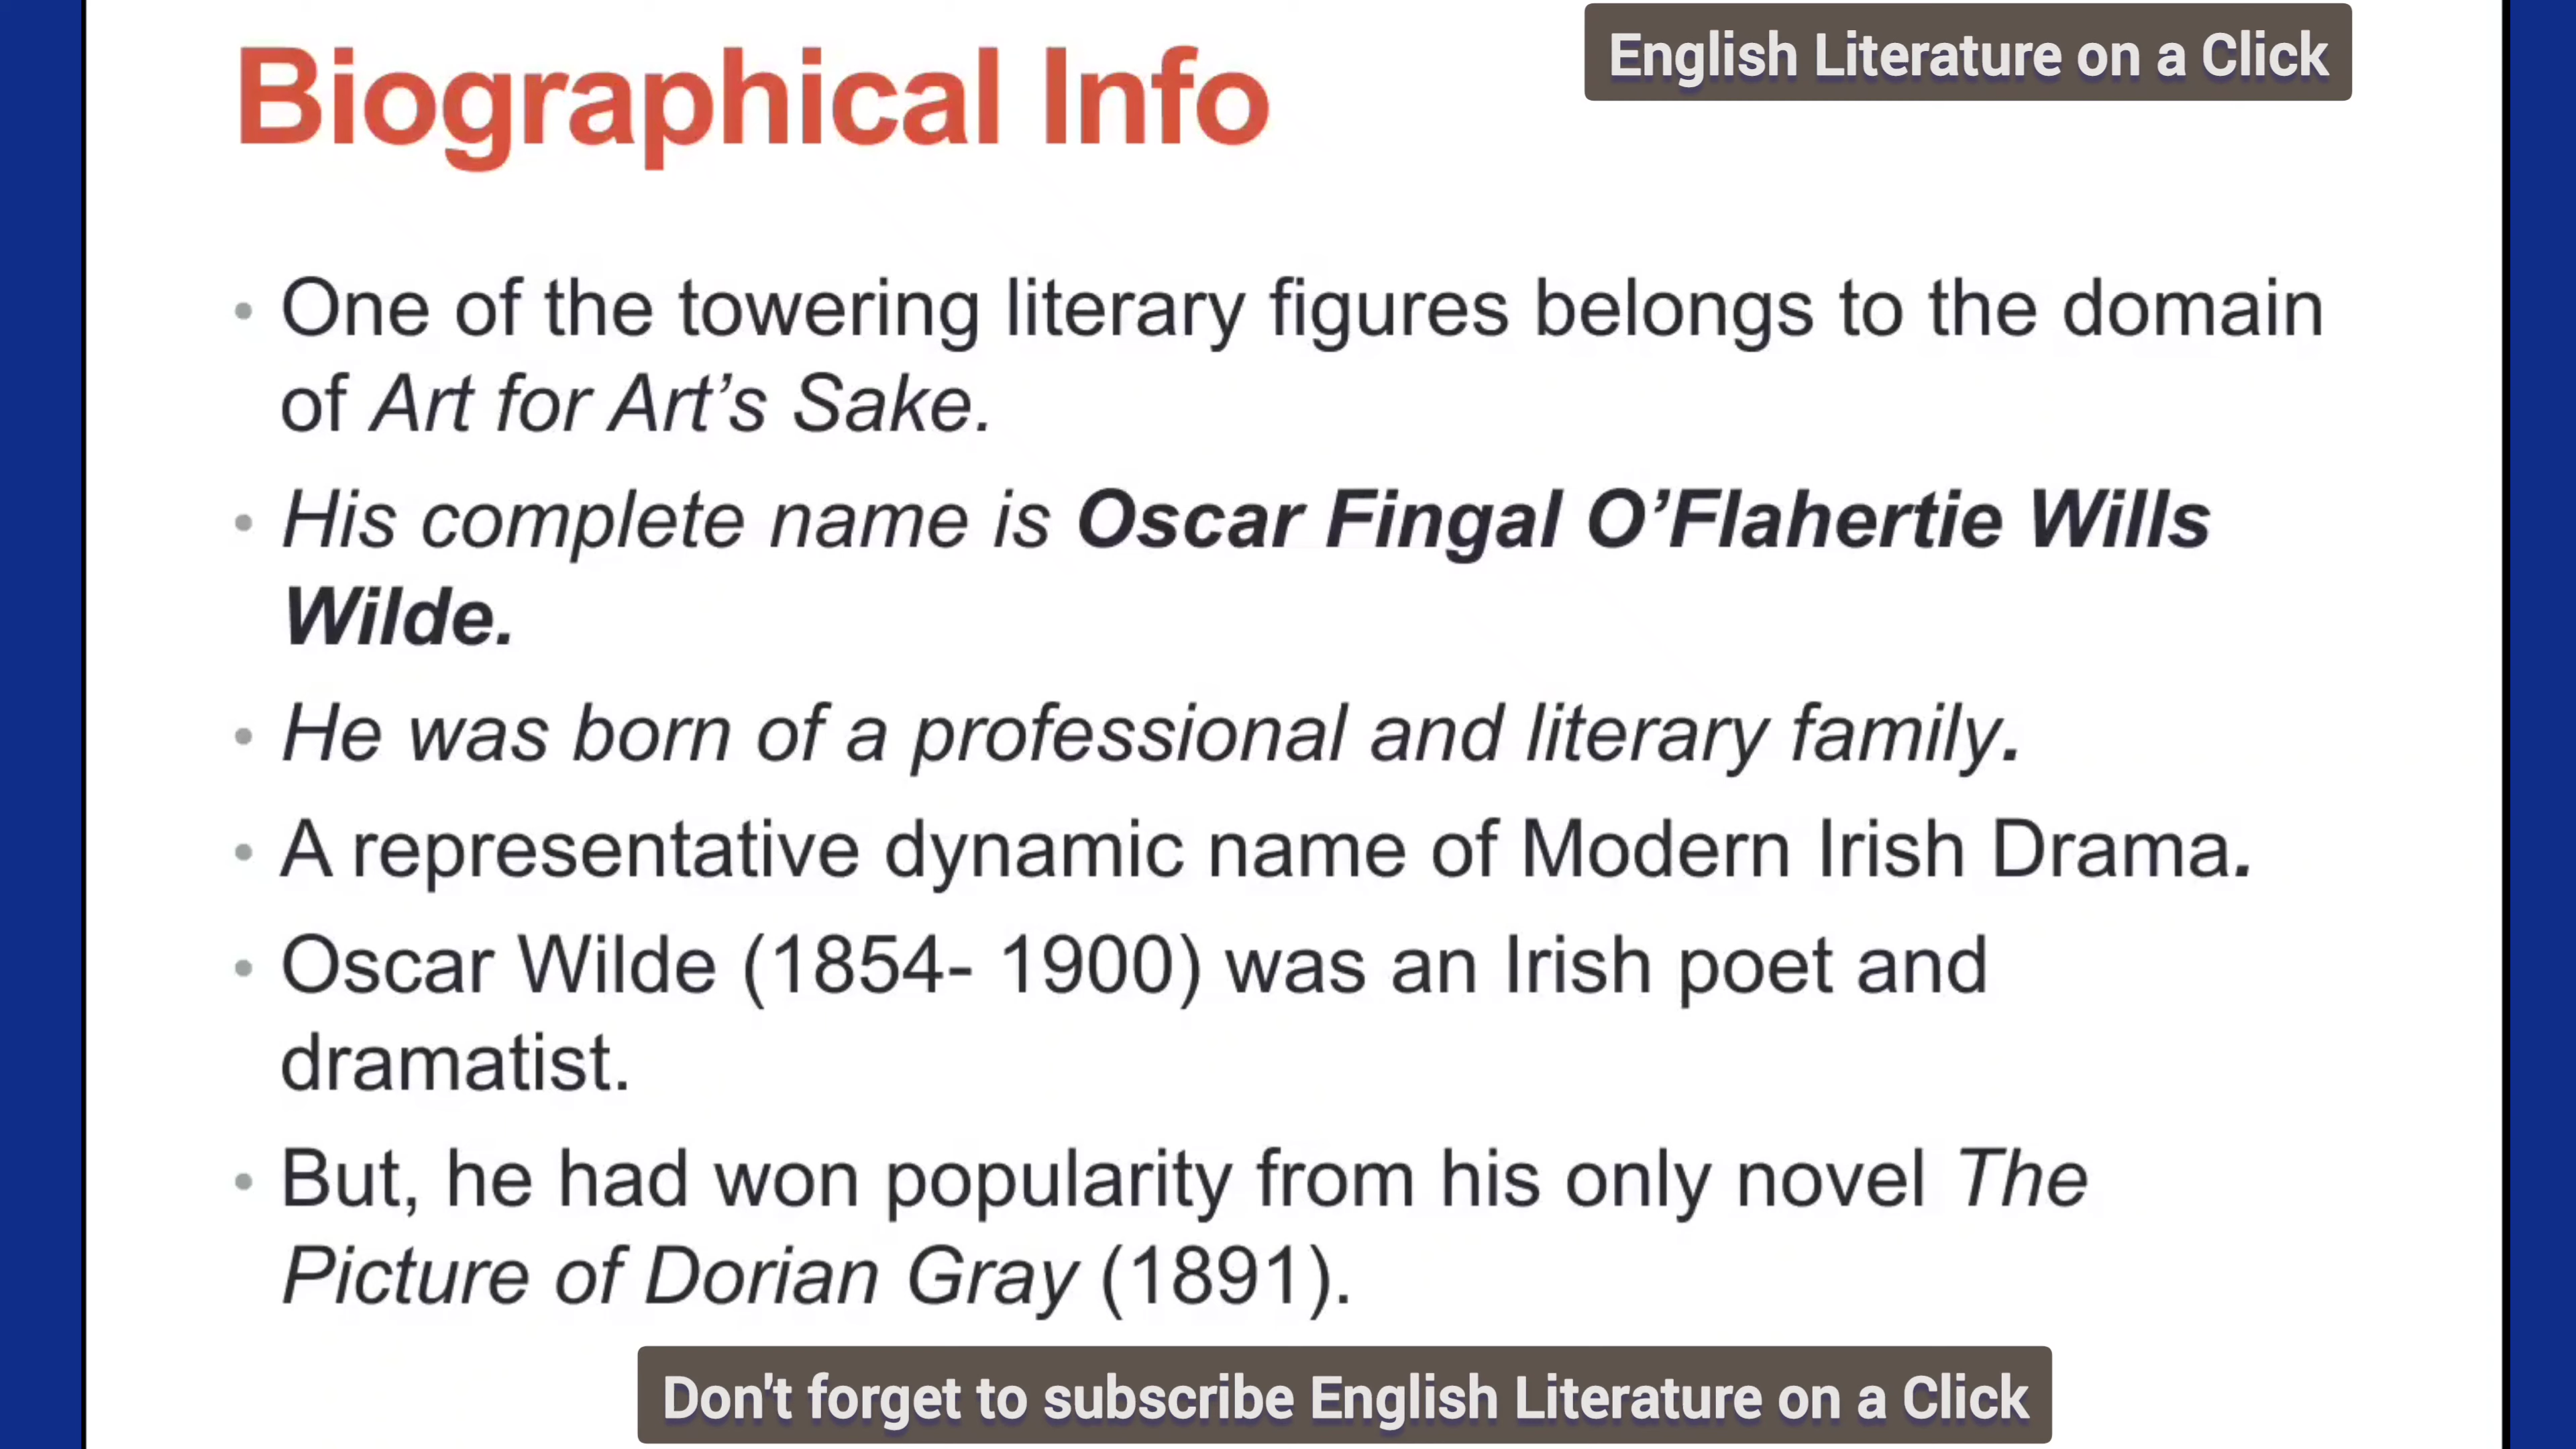 Biographical Info
English Literature on a Click
• One of the towering literary figures belongs to the domain
of Art for Art’s Sake.
• His complete name is Oscar Fingal O’Flahertie Wills
Wilde.
• He was born of a professional and literary family.
• A representative dynamic name of Modern Irish Drama.
• Oscar Wilde (1854- 1900) was an Irish poet and
dramatist.
• But, he had won popularity from his only novel The
Picture of Dorian Gray (1891).
Don't forget to subscribe English Literature on a Click